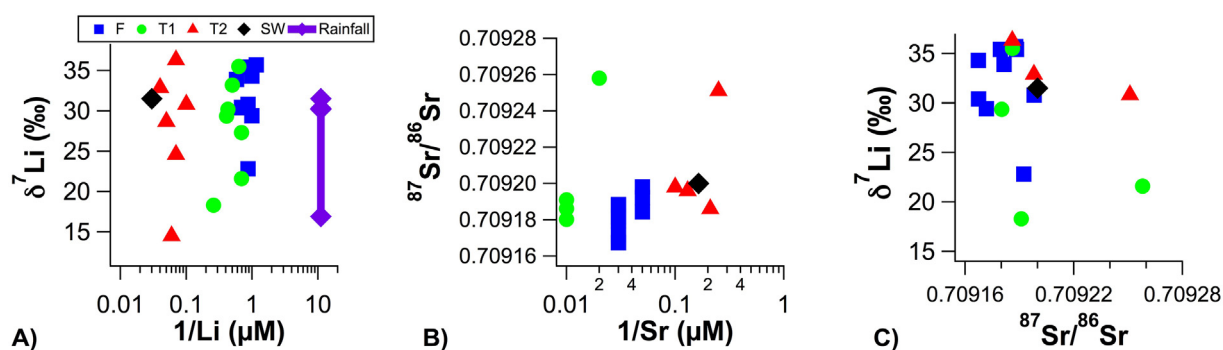 F T1 T2 SW Rainfall
δ⁷Li (‰)
35
30
25
20
15
0.01 0.1 1 10
1/Li (µM)
A)
⁸⁷Sr/⁸⁶Sr
0.70928
0.70926
0.70924
0.70922
0.70920
0.70918
0.70916
0.01 2 4 0.1 2 4 1
1/Sr (µM)
B)
δ⁷Li (‰)
35
30
25
20
15
0.70916 0.70922 0.70928
⁸⁷Sr/⁸⁶Sr
C)